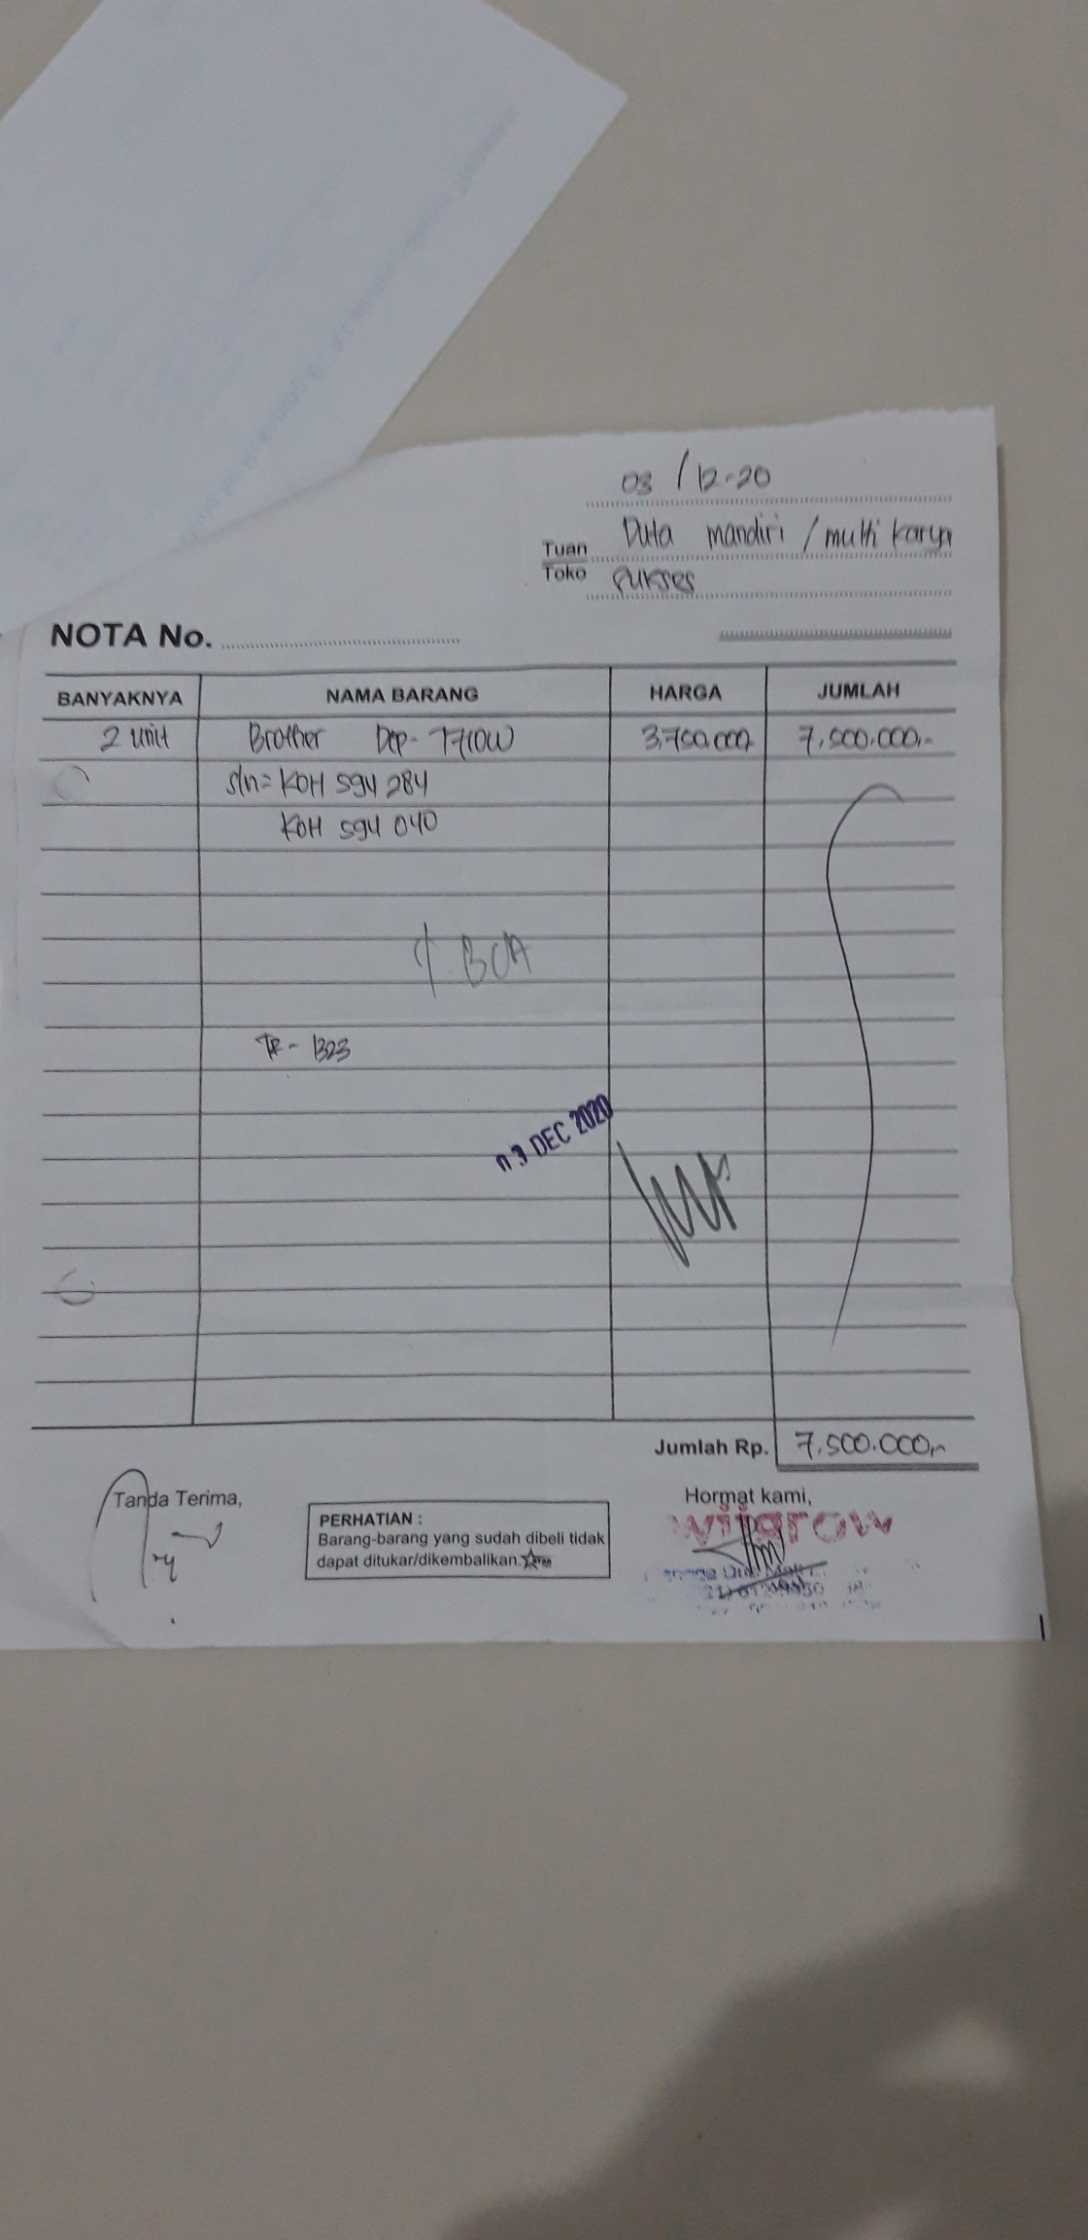 03 / 12-20
Tuan Duta mandiri / multi karya
Toko sukses
NOTA No.
BANYAKNYA NAMA BARANG HARGA JUMLAH
2 unit Brother Dcp- T710W 3.750.000 7.500.000,-
s/n= KOH 594 284
KOH 594 040
BCA
TR - 1323
03 DEC 2020
Jumlah Rp. 7.500.000,-
Tanda Terima,
Hormat kami,
PERHATIAN :
Barang-barang yang sudah dibeli tidak
dapat ditukar/dikembalikan.